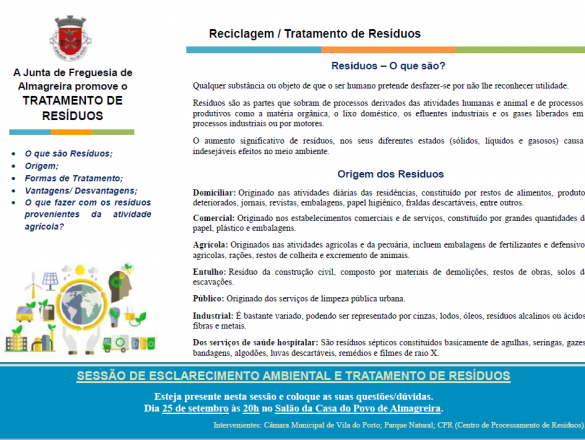 A Junta de Freguesia de
Almagreira promove o
TRATAMENTO DE
RESÍDUOS
• O que são Resíduos;
• Origem;
• Formas de Tratamento;
• Vantagens/ Desvantagens;
• O que fazer com os resíduos
provenientes da atividade
agrícola?
Reciclagem / Tratamento de Resíduos
Resíduos – O que são?
Qualquer substância ou objeto de que o ser humano pretende desfazer-se por não lhe reconhecer utilidade.
Resíduos são as partes que sobram de processos derivados das atividades humanas e animal e de processos
produtivos como a matéria orgânica, o lixo doméstico, os efluentes industriais e os gases liberados em
processos industriais ou por motores.
O aumento significativo de resíduos, nos seus diferentes estados (sólidos, líquidos e gasosos) causa
indesejáveis efeitos no meio ambiente.
Origem dos Resíduos
Domiciliar: Originado nas atividades diárias das residências, constituído por restos de alimentos, produto
deteriorados, jornais, revistas, embalagens, papel higiênico, fraldas descartáveis, entre outros.
Comercial: Originado nos estabelecimentos comerciais e de serviços, constituído por grandes quantidades d
papel, plástico e embalagens.
Agrícola: Originados nas atividades agrícolas e da pecuária, incluem embalagens de fertilizantes e defensivo
agrícolas, rações, restos de colheita e excremento de animais.
Entulho: Resíduo da construção civil, composto por materiais de demolições, restos de obras, solos d
escavações.
Público: Originado dos serviços de limpeza pública urbana.
Industrial: É bastante variado, podendo ser representado por cinzas, lodos, óleos, resíduos alcalinos ou ácidos
fibras e metais.
Dos serviços de saúde hospitalar: São resíduos sépticos constituídos basicamente de agulhas, seringas, gazes
bandagens, algodões, luvas descartáveis, remédios e filmes de raio X.
SESSÃO DE ESCLARECIMENTO AMBIENTAL E TRATAMENTO DE RESÍDUOS
Esteja presente nesta sessão e coloque as suas questões/dúvidas.
Dia 25 de setembro às 20h no Salão da Casa do Povo de Almagreira.
Intervenientes: Câmara Municipal de Vila do Porto; Parque Natural; CPR (Centro de Processamento de Resíduos)